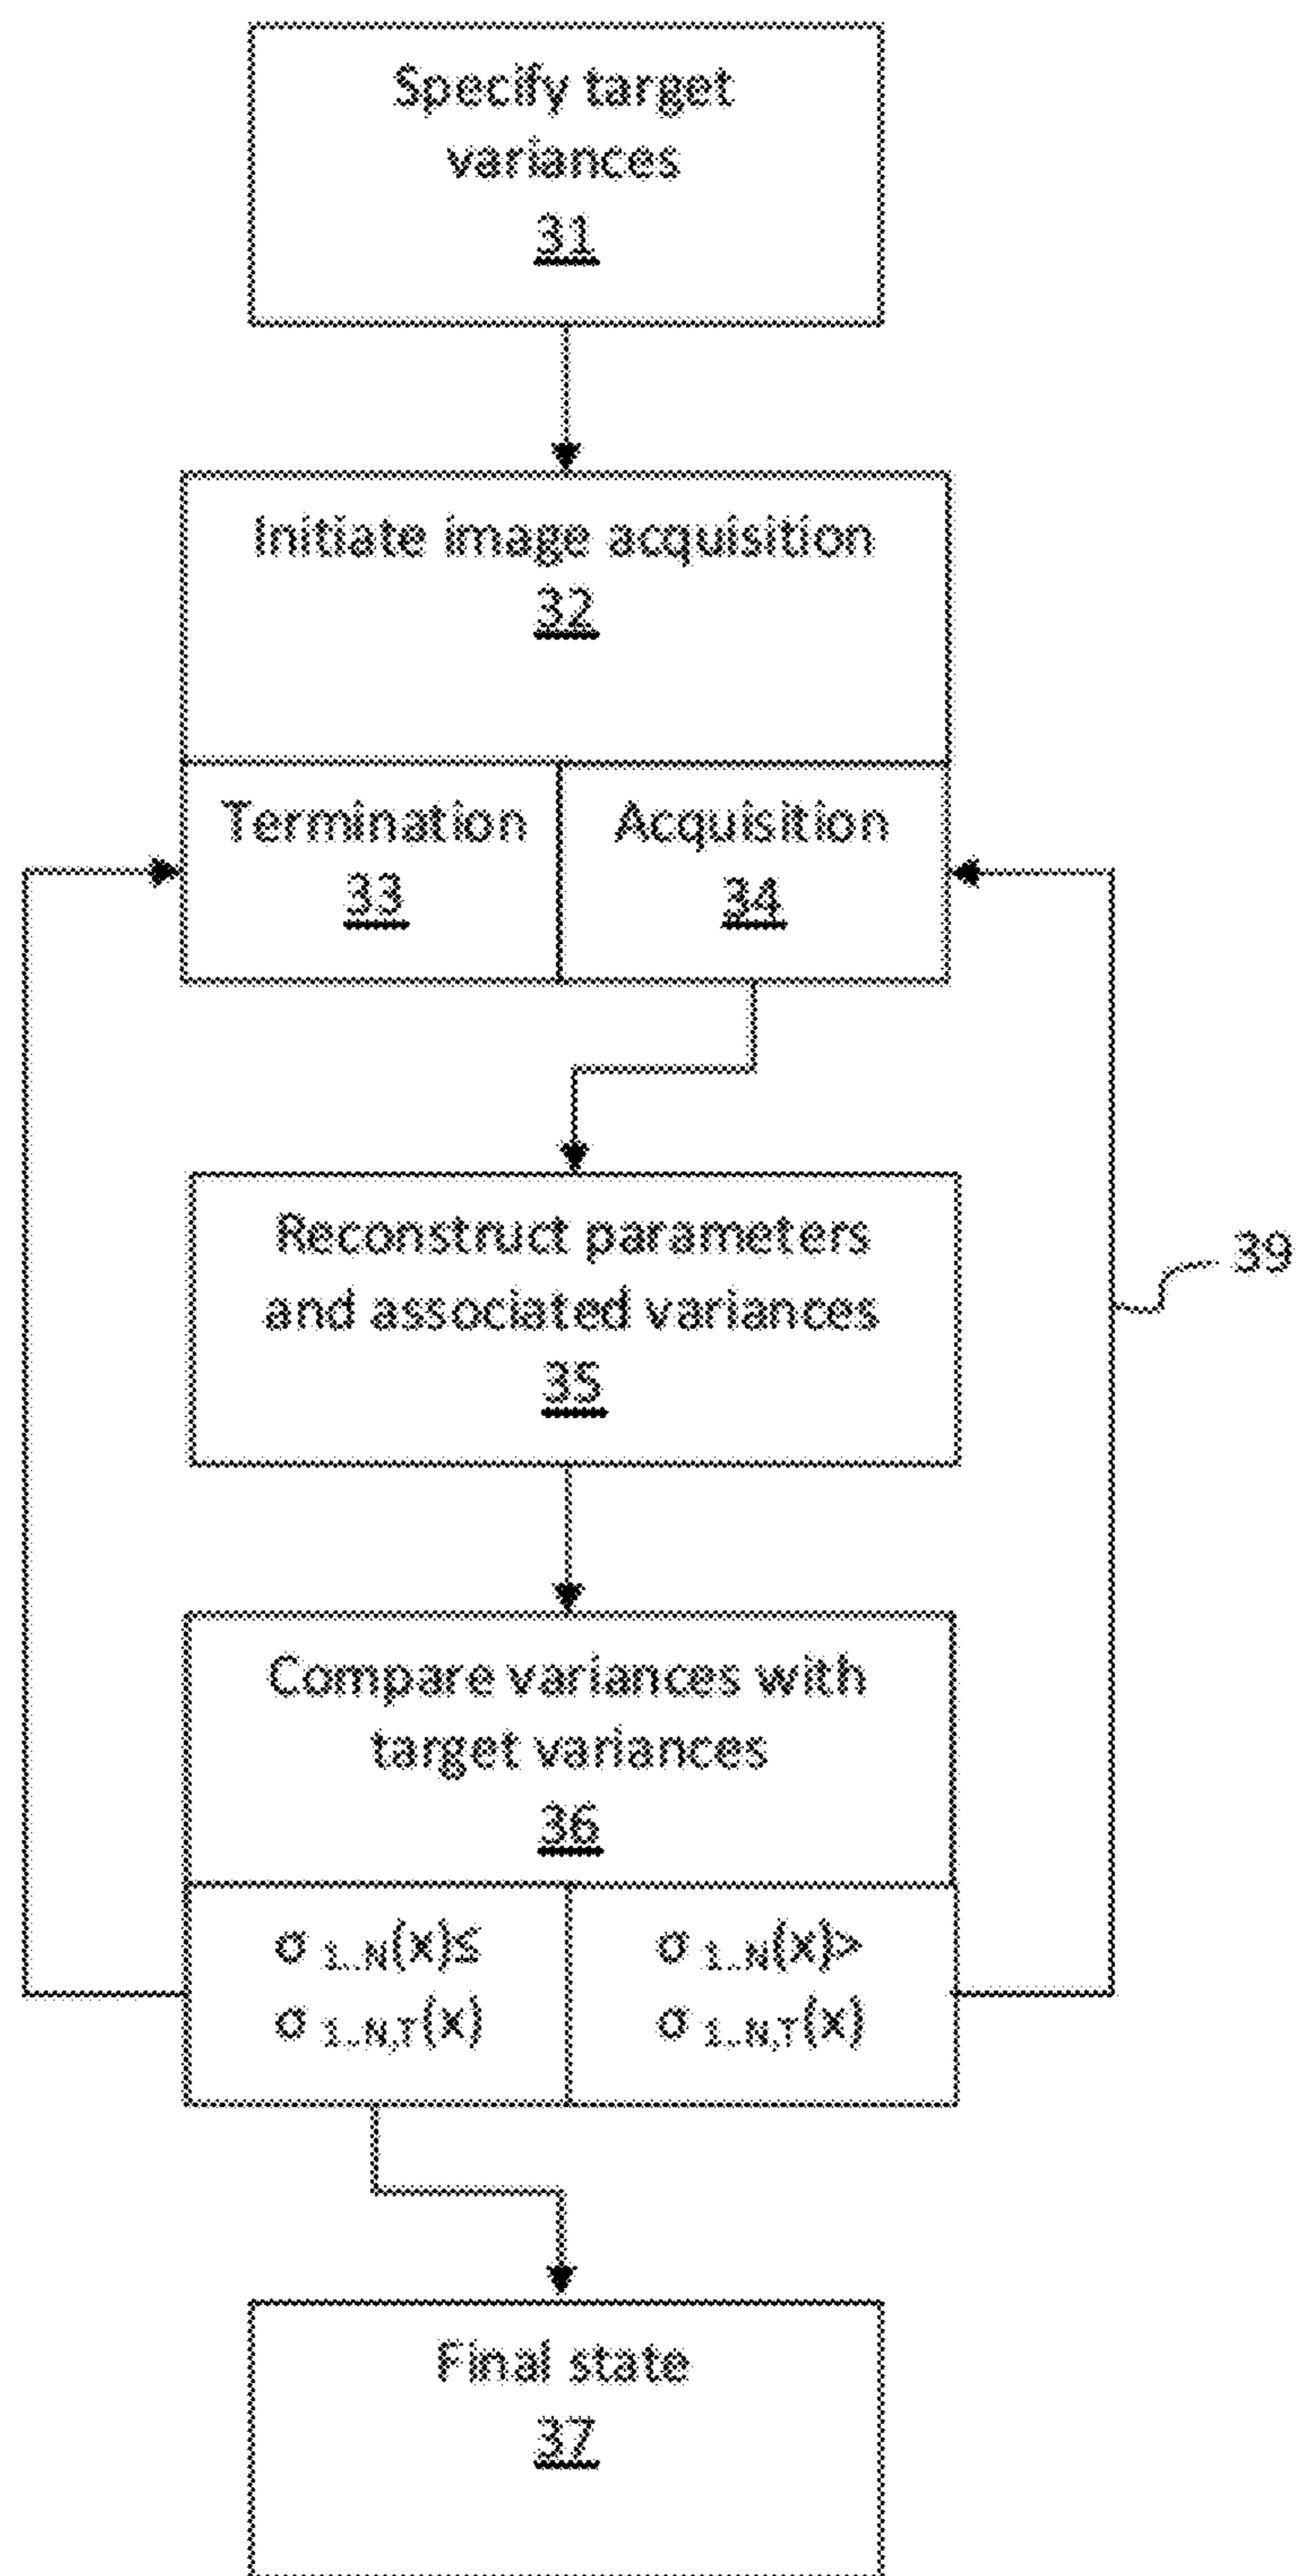 Specify target
variances
31
Initiate image acquisition
32
Termination
33
Acquisition
34
Reconstruct parameters
and associated variances
35
39
Compare variances with
target variances
36
σ 1..N(x)≤
σ 1..N,T(x)
σ 1..N(x)>
σ 1..N,T(x)
Final state
37